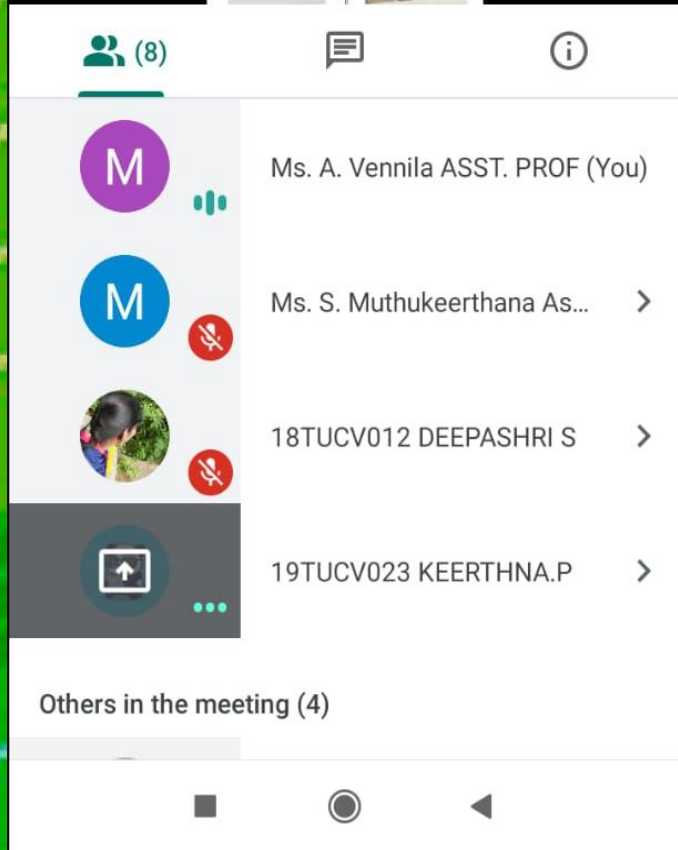 (8)
M
Ms. A. Vennila ASST. PROF (You)
M
Ms. S. Muthukeerthana As...
18TUCV012 DEEPASHRI S
19TUCV023 KEERTHNA.P
Others in the meeting (4)